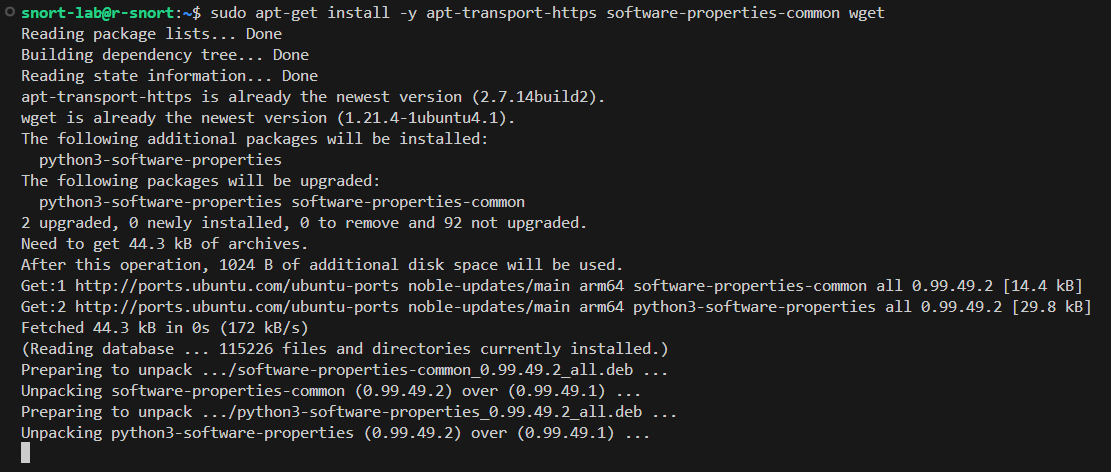 snort-lab@r-snort:~$ sudo apt-get install -y apt-transport-https software-properties-common wget
Reading package lists... Done
Building dependency tree... Done
Reading state information... Done
apt-transport-https is already the newest version (2.7.14build2).
wget is already the newest version (1.21.4-1ubuntu4.1).
The following additional packages will be installed:
  python3-software-properties
The following packages will be upgraded:
  python3-software-properties software-properties-common
2 upgraded, 0 newly installed, 0 to remove and 92 not upgraded.
Need to get 44.3 kB of archives.
After this operation, 1024 B of additional disk space will be used.
Get:1 http://ports.ubuntu.com/ubuntu-ports noble-updates/main arm64 software-properties-common all 0.99.49.2 [14.4 kB]
Get:2 http://ports.ubuntu.com/ubuntu-ports noble-updates/main arm64 python3-software-properties all 0.99.49.2 [29.8 kB]
Fetched 44.3 kB in 0s (172 kB/s)
(Reading database ... 115226 files and directories currently installed.)
Preparing to unpack .../software-properties-common_0.99.49.2_all.deb ...
Unpacking software-properties-common (0.99.49.2) over (0.99.49.1) ...
Preparing to unpack .../python3-software-properties_0.99.49.2_all.deb ...
Unpacking python3-software-properties (0.99.49.2) over (0.99.49.1) ...